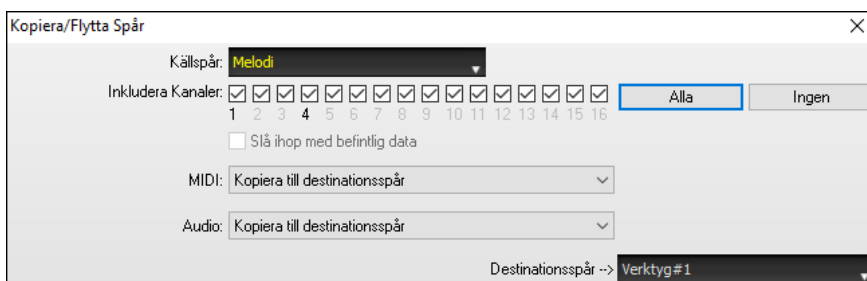 Kopiera/Flytta Spår
Källspår: Melodi
Inkludera Kanaler: Alla Ingen
1 2 3 4 5 6 7 8 9 10 11 12 13 14 15 16
Slå ihop med befintlig data
MIDI: Kopiera till destinationsspår
Audio: Kopiera till destinationsspår
Destinationsspår --> Verktyg#1